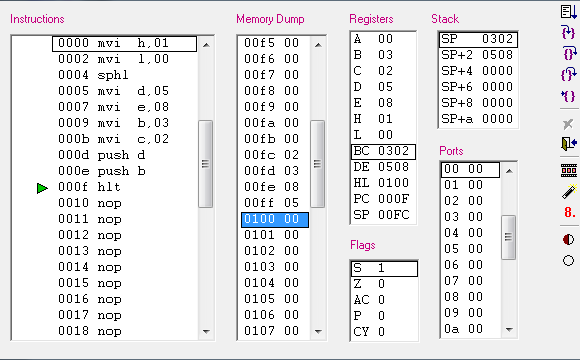 Instructions
0000 mvi h,01
0002 mvi l,00
0004 sphl
0005 mvi d,05
0007 mvi e,08
0009 mvi b,03
000b mvi c,02
000d push d
000e push b
000f hlt
0010 nop
0011 nop
0012 nop
0013 nop
0014 nop
0015 nop
0016 nop
0017 nop
0018 nop
Memory Dump
00f5 00
00f6 00
00f7 00
00f8 00
00f9 00
00fa 00
00fb 00
00fc 02
00fd 03
00fe 08
00ff 05
0100 00
0101 00
0102 00
0103 00
0104 00
0105 00
0106 00
0107 00
Registers
A 00
B 03
C 02
D 05
E 08
H 01
L 00
BC 0302
DE 0508
HL 0100
PC 000F
SP 00FC
Flags
S 1
Z 0
AC 0
P 0
CY 0
Stack
SP 0302
SP+2 0508
SP+4 0000
SP+6 0000
SP+8 0000
SP+a 0000
Ports
00 00
01 00
02 00
03 00
04 00
05 00
06 00
07 00
08 00
09 00
0a 00
8.